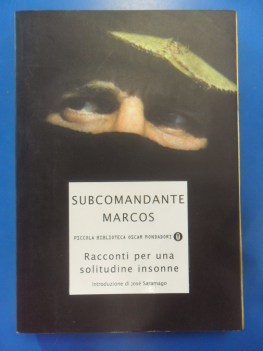 SUBCOMANDANTE
MARCOS
PICCOLA BIBLIOTECA OSCAR MONDADORI
Racconti per una
solitudine insonne
Introduzione di José Saramago